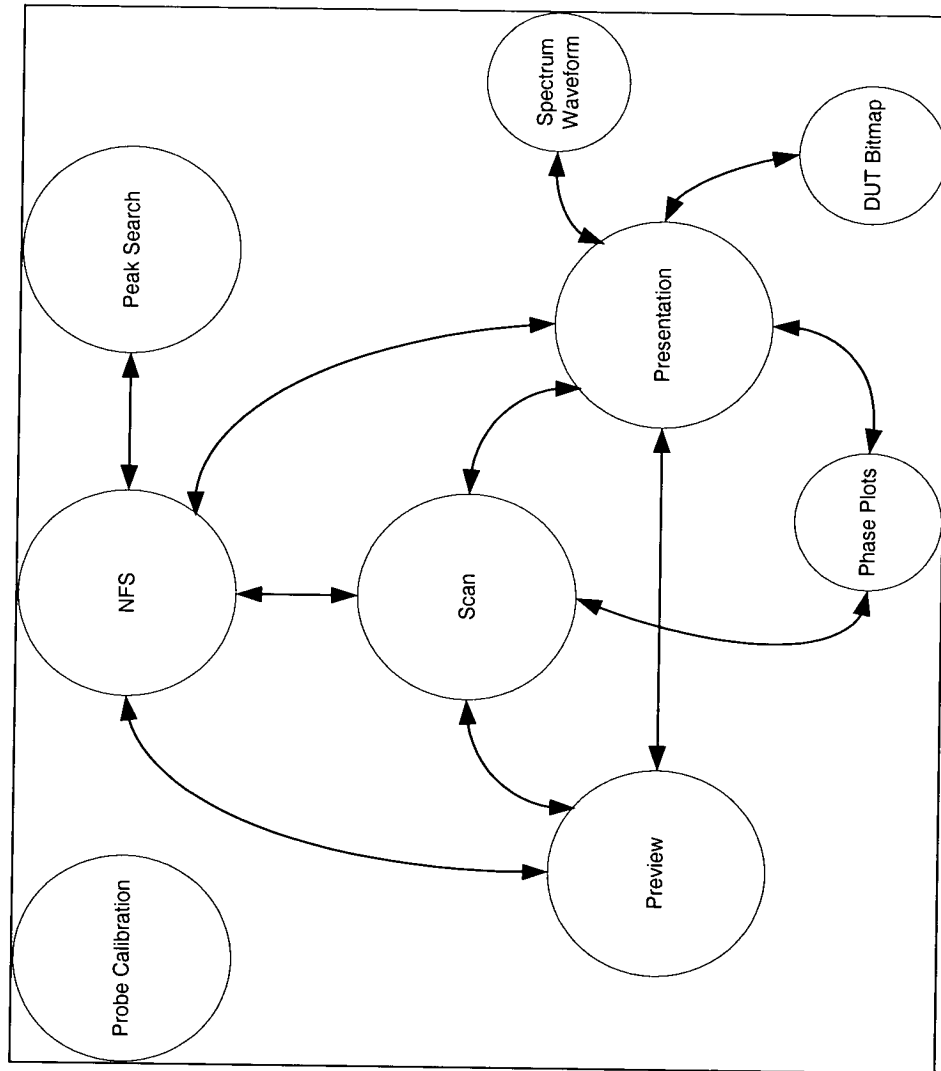 Probe Calibration
NFS
Peak Search
Scan
Preview
Presentation
Spectrum
Waveform
Phase Plots
DUT Bitmap